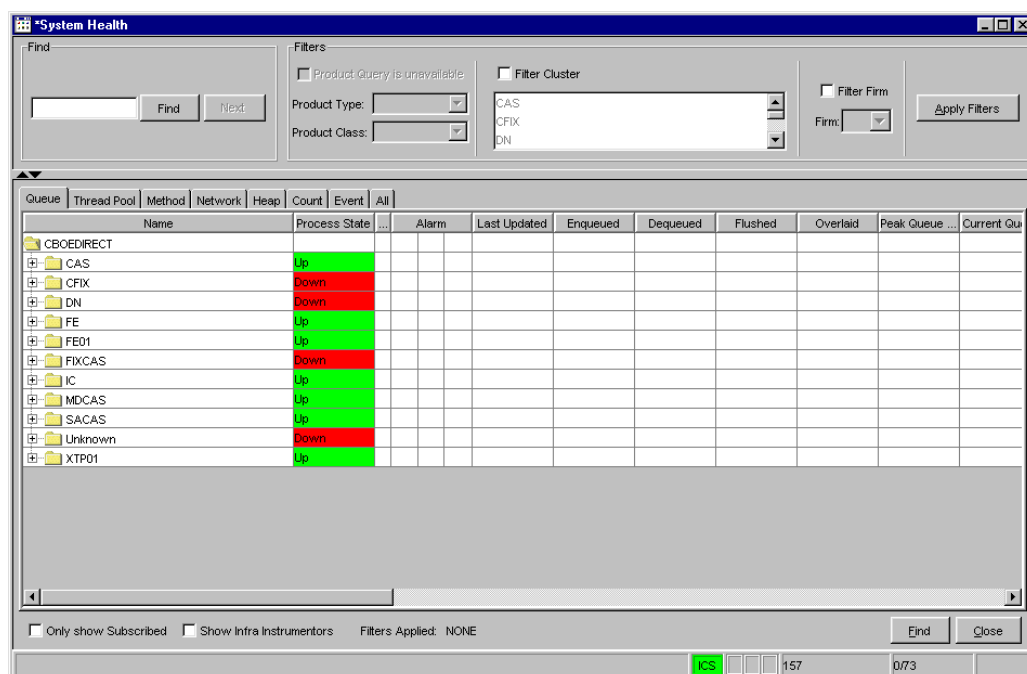 *System Health
Find
Find Next
Filters
Product Query is unavailable
Product Type:
Product Class:
Filter Cluster
CAS
CFIX
DN
Filter Firm
Firm:
Apply Filters
Queue Thread Pool Method Network Heap Count Event All
Name Process State ... Alarm Last Updated Enqueued Dequeued Flushed Overlaid Peak Queue ... Current Qu
CBOEDIRECT
CAS Up
CFIX Down
DN Down
FE Up
FE01 Up
FIXCAS Down
IC Up
MDCAS Up
SACAS Up
Unknown Down
XTP01 Up
Only show Subscribed Show Infra Instrumentors Filters Applied: NONE Find Close
ICS 157 0/73